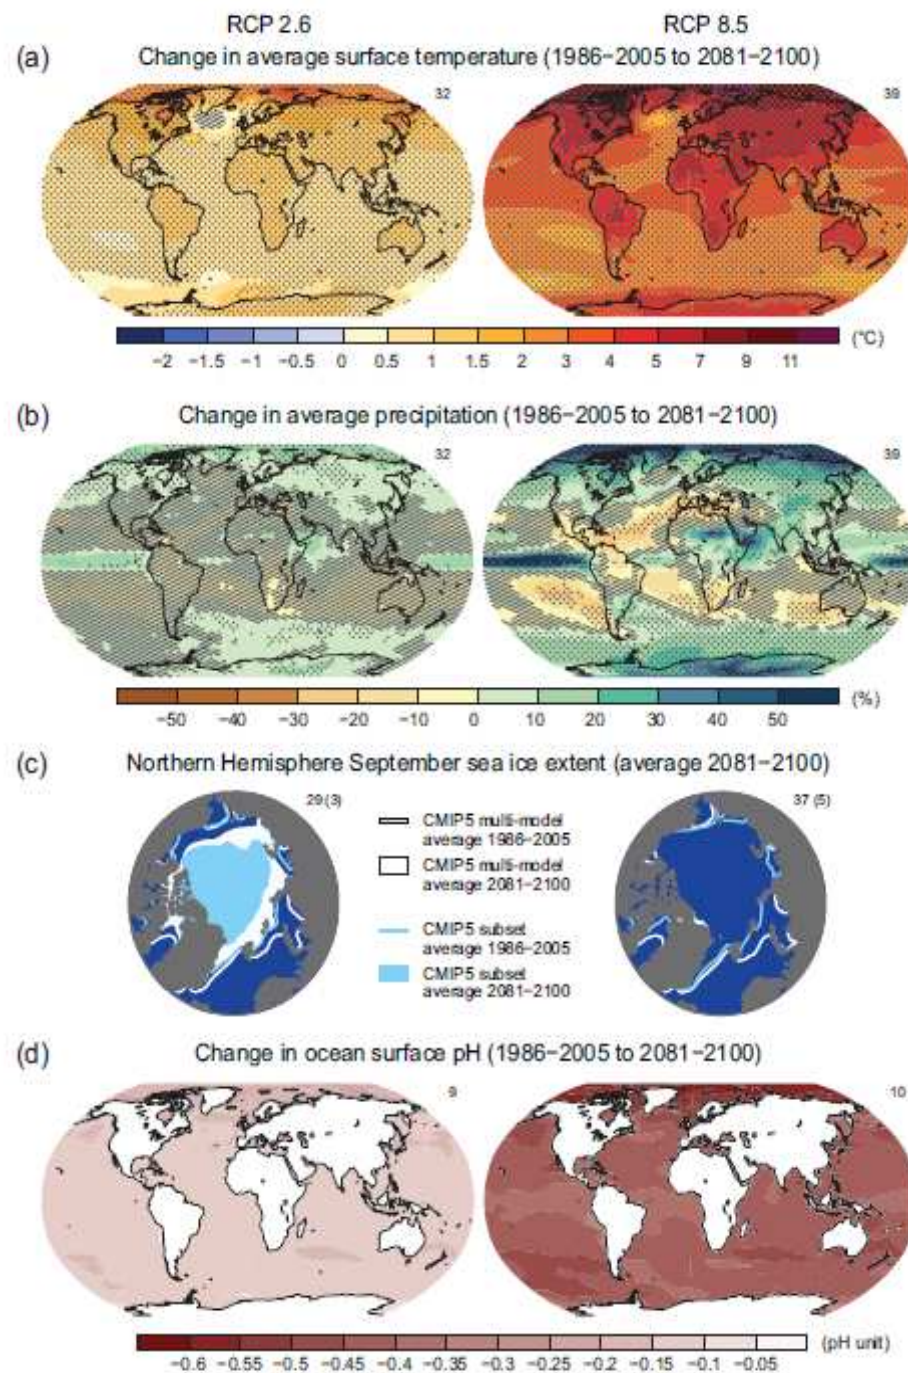 RCP 2.6 RCP 8.5
(a) Change in average surface temperature (1986−2005 to 2081−2100)
32 39
−2 −1.5 −1 −0.5 0 0.5 1 1.5 2 3 4 5 7 9 11 (°C)
(b) Change in average precipitation (1986−2005 to 2081−2100)
32 39
−50 −40 −30 −20 −10 0 10 20 30 40 50 (%)
(c) Northern Hemisphere September sea ice extent (average 2081−2100)
29 (3) 37 (5)
CMIP5 multi-model
average 1986−2005
CMIP5 multi-model
average 2081−2100
CMIP5 subset
average 1986−2005
CMIP5 subset
average 2081−2100
(d) Change in ocean surface pH (1986−2005 to 2081−2100)
9 10
−0.6 −0.55 −0.5 −0.45 −0.4 −0.35 −0.3 −0.25 −0.2 −0.15 −0.1 −0.05 (pH unit)